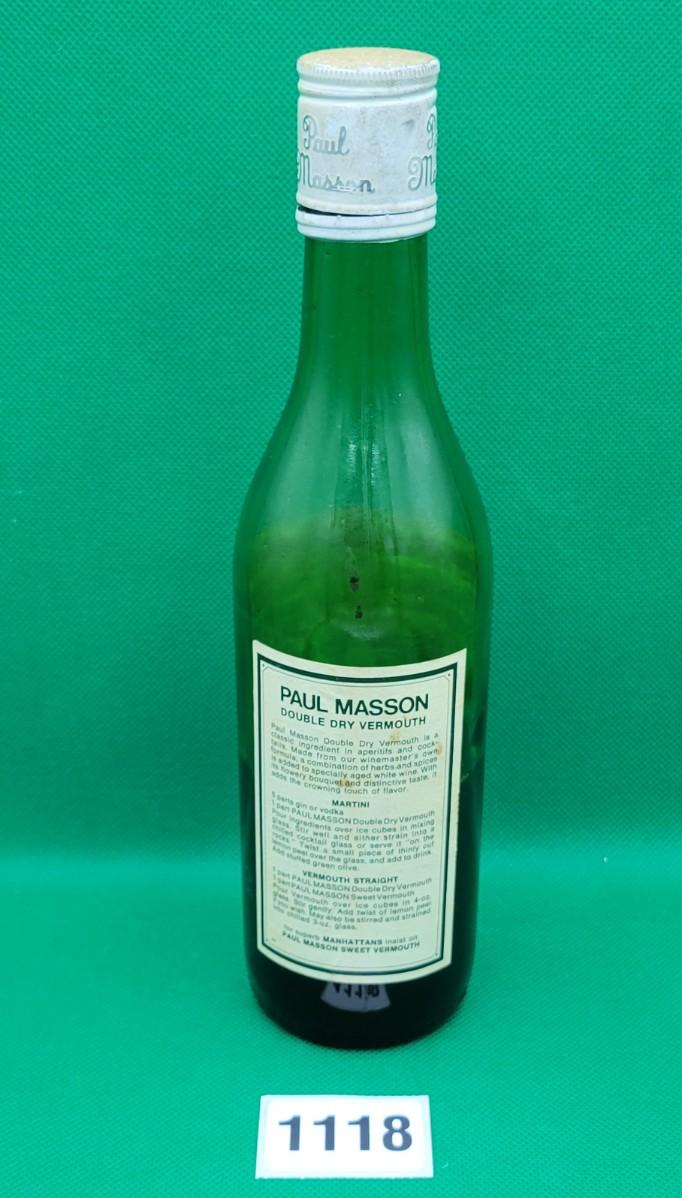 Paul
Masson
PAUL MASSON
DOUBLE DRY VERMOUTH
Paul Masson Double Dry Vermouth is a
classic ingredient in aperitifs and cock-
tails. Made from our winemaster's own
formula, a combination of herbs and spices
is added to specially aged white wine. With
its flowery bouquet and distinctive taste, it
adds the crowning touch of flavor.
MARTINI
5 parts gin or vodka
1 part PAUL MASSON Double Dry Vermouth
Pour ingredients over ice cubes in mixing
glass. Stir well and either strain into a
chilled cocktail glass or serve it "on the
rocks." Twist a small piece of thinly cut
lemon peel over the glass, and add to drink.
Add stuffed green olive.
VERMOUTH STRAIGHT
1 part PAUL MASSON Double Dry Vermouth
part PAUL MASSON Sweet Vermouth
Pour Vermouth over ice cubes in 4-oz.
glass. Stir gently. Add twist of lemon peel
if you wish. May also be stirred and strained
into chilled 3-oz. glass.
for superb MANHATTANS insist on
PAUL MASSON SWEET VERMOUTH
1118